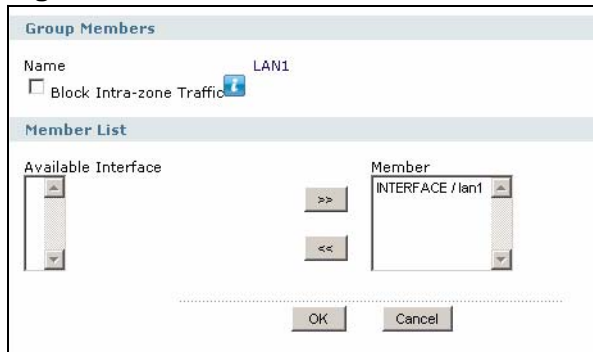 Group Members
Name LAN1
Block Intra-zone Traffic i
Member List
Available Interface Member
>> INTERFACE / lan1
<<
OK Cancel